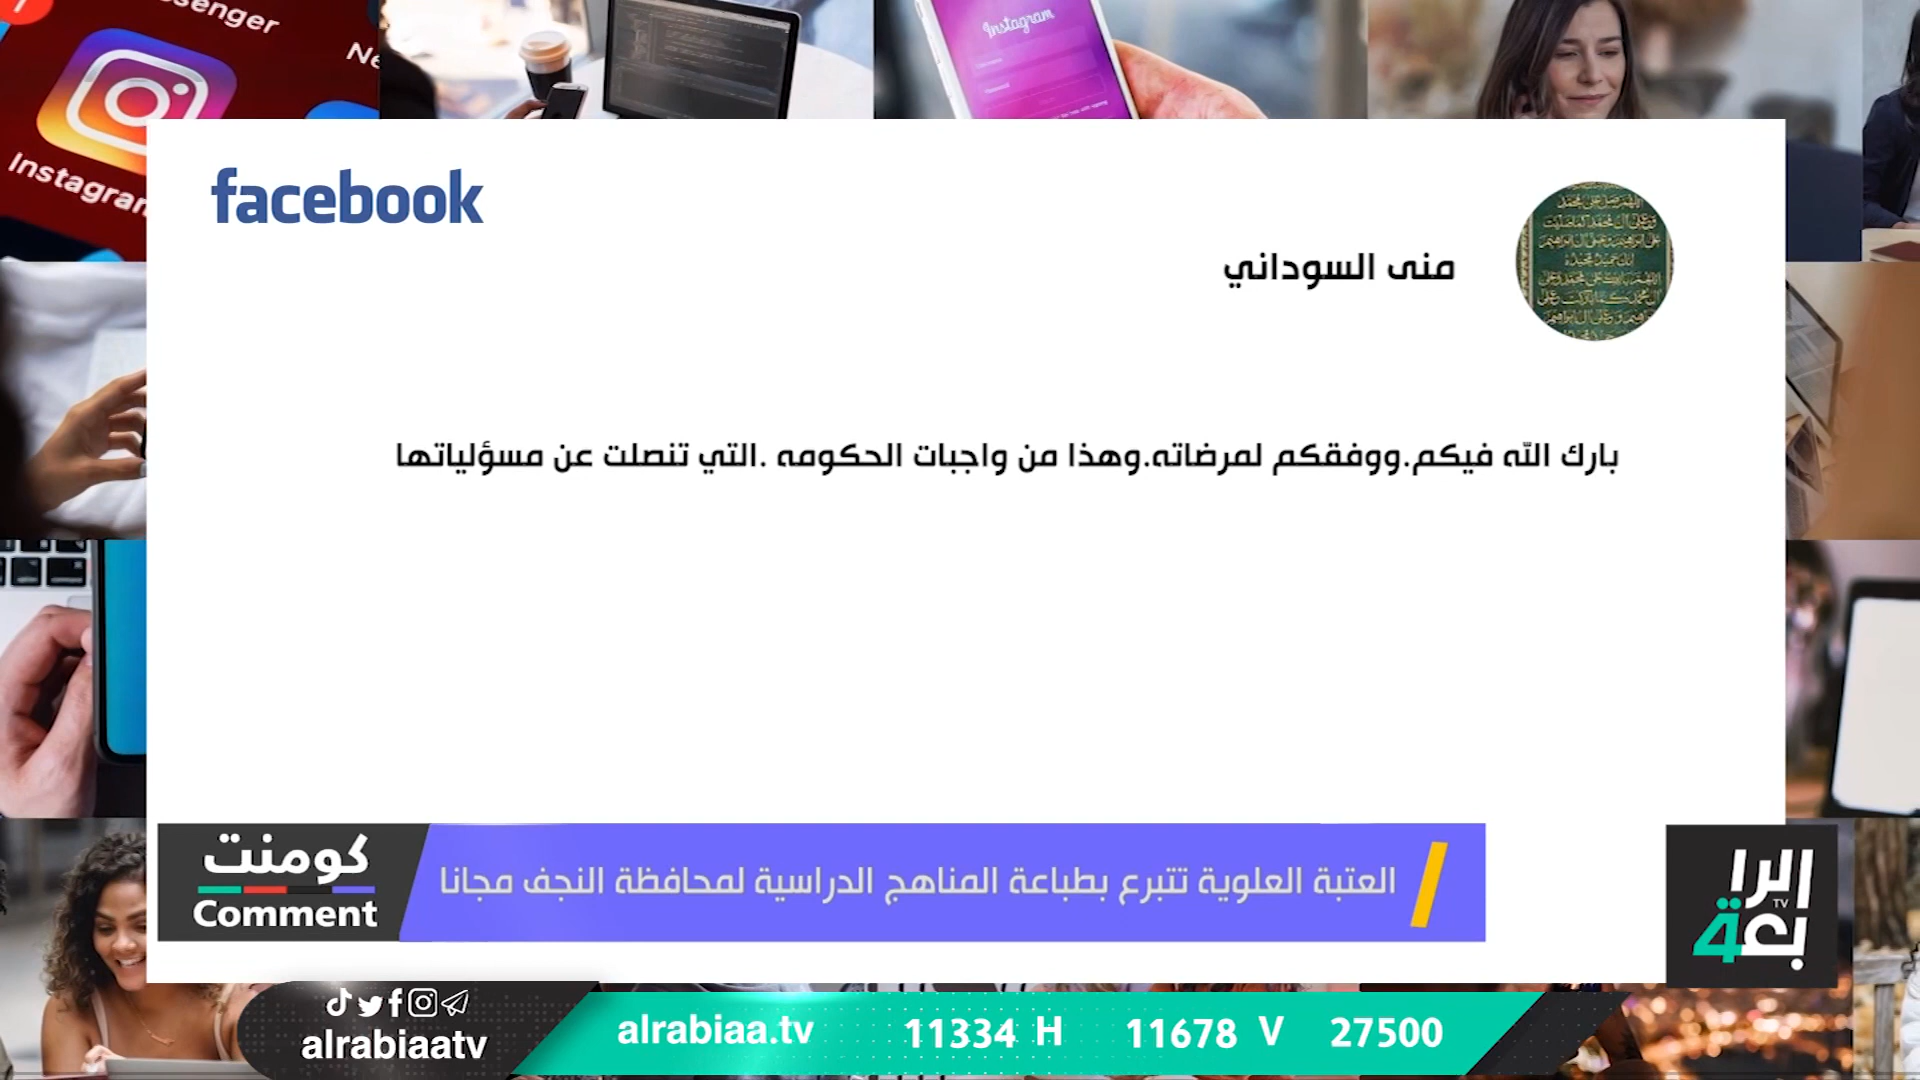 Instagram
facebook
منى السوداني
بارك الله فيكم.ووفقكم لمرضاته.وهذا من واجبات الحكومه .التي تنصلت عن مسؤلياتها
العتبة العلوية تتبرع بطباعة المناهج الدراسية لمحافظة النجف مجانا
كومنت
Comment
الرابعة
TV
alrabiaatv
alrabiaa.tv 11334 H 11678 V 27500